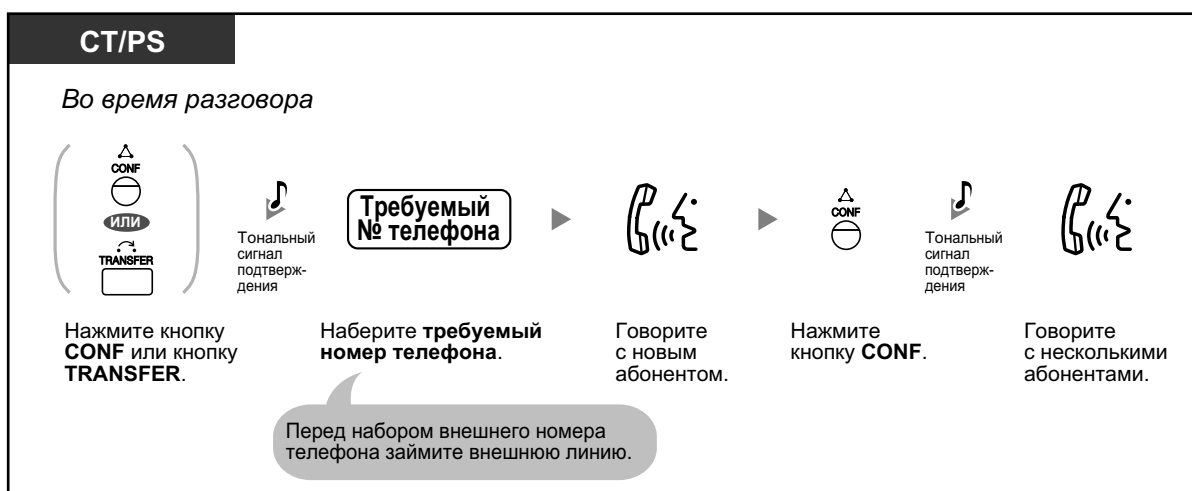 CT/PS
Во время разговора
CONF
или
TRANSFER
Тональный
сигнал
подтверж-
дения
Требуемый
№ телефона
CONF
Тональный
сигнал
подтверж-
дения
Нажмите кнопку
CONF или кнопку
TRANSFER.
Наберите требуемый
номер телефона.
Говорите
с новым
абонентом.
Нажмите
кнопку CONF.
Говорите
с несколькими
абонентами.
Перед набором внешнего номера
телефона займите внешнюю линию.